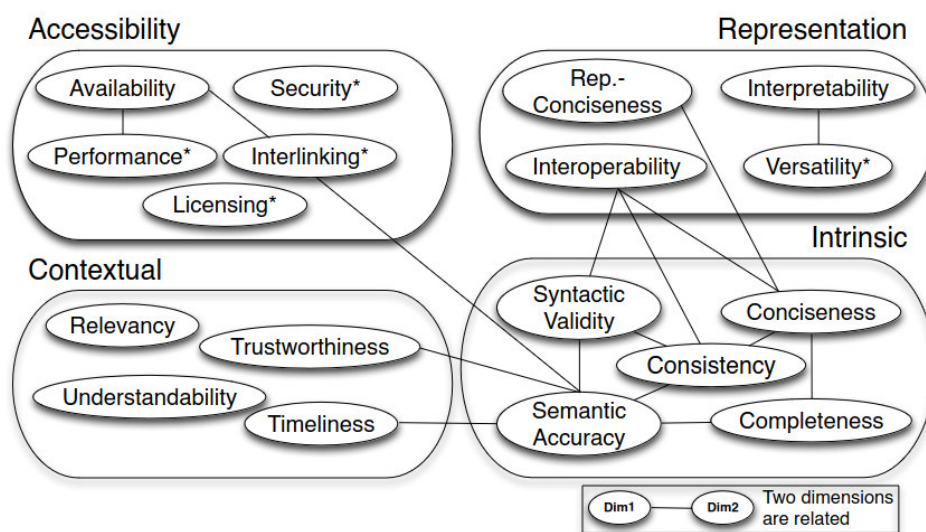 Accessibility
Availability
Security*
Performance*
Interlinking*
Licensing*
Representation
Rep.-
Conciseness
Interpretability
Interoperability
Versatility*
Contextual
Relevancy
Trustworthiness
Understandability
Timeliness
Intrinsic
Syntactic
Validity
Conciseness
Consistency
Semantic
Accuracy
Completeness
Dim1
Dim2
Two dimensions
are related